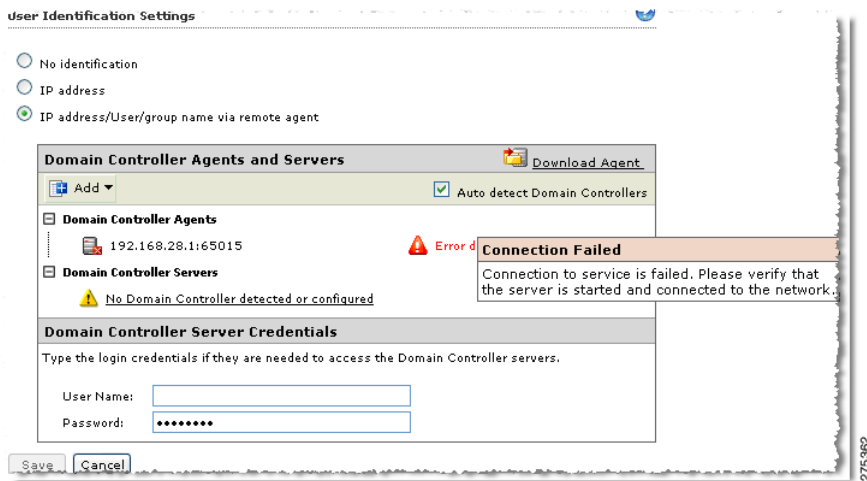 User Identification Settings
No identification
IP address
IP address/User/group name via remote agent
Domain Controller Agents and Servers
Download Agent
Add
Auto detect Domain Controllers
Domain Controller Agents
192.168.28.1:65015
Error d
Connection Failed
Connection to service is failed. Please verify that
the server is started and connected to the network.
Domain Controller Servers
No Domain Controller detected or configured
Domain Controller Server Credentials
Type the login credentials if they are needed to access the Domain Controller servers.
User Name:
Password: ••••••••
Save Cancel
275362